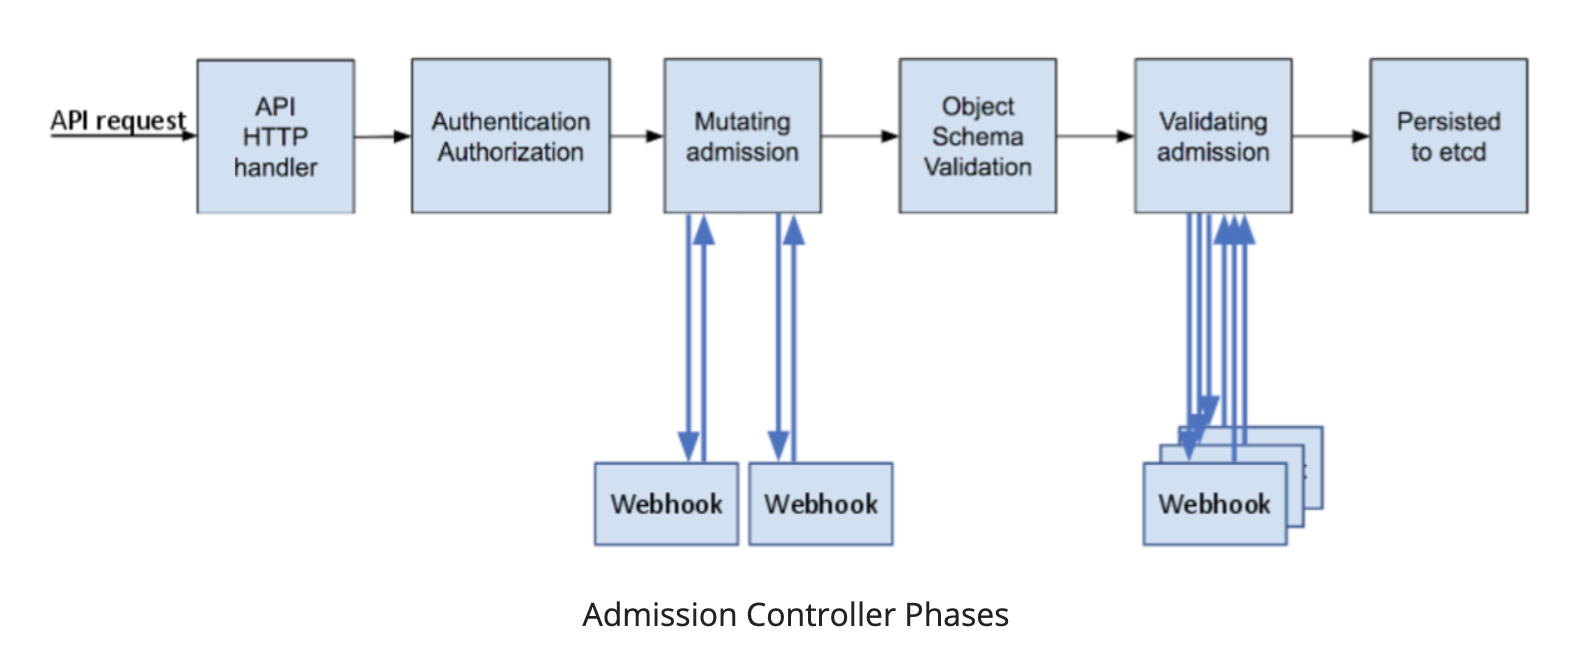 API request
API
HTTP
handler
Authentication
Authorization
Mutating
admission
Object
Schema
Validation
Validating
admission
Persisted
to etcd
Webhook
Webhook
Webhook
Admission Controller Phases